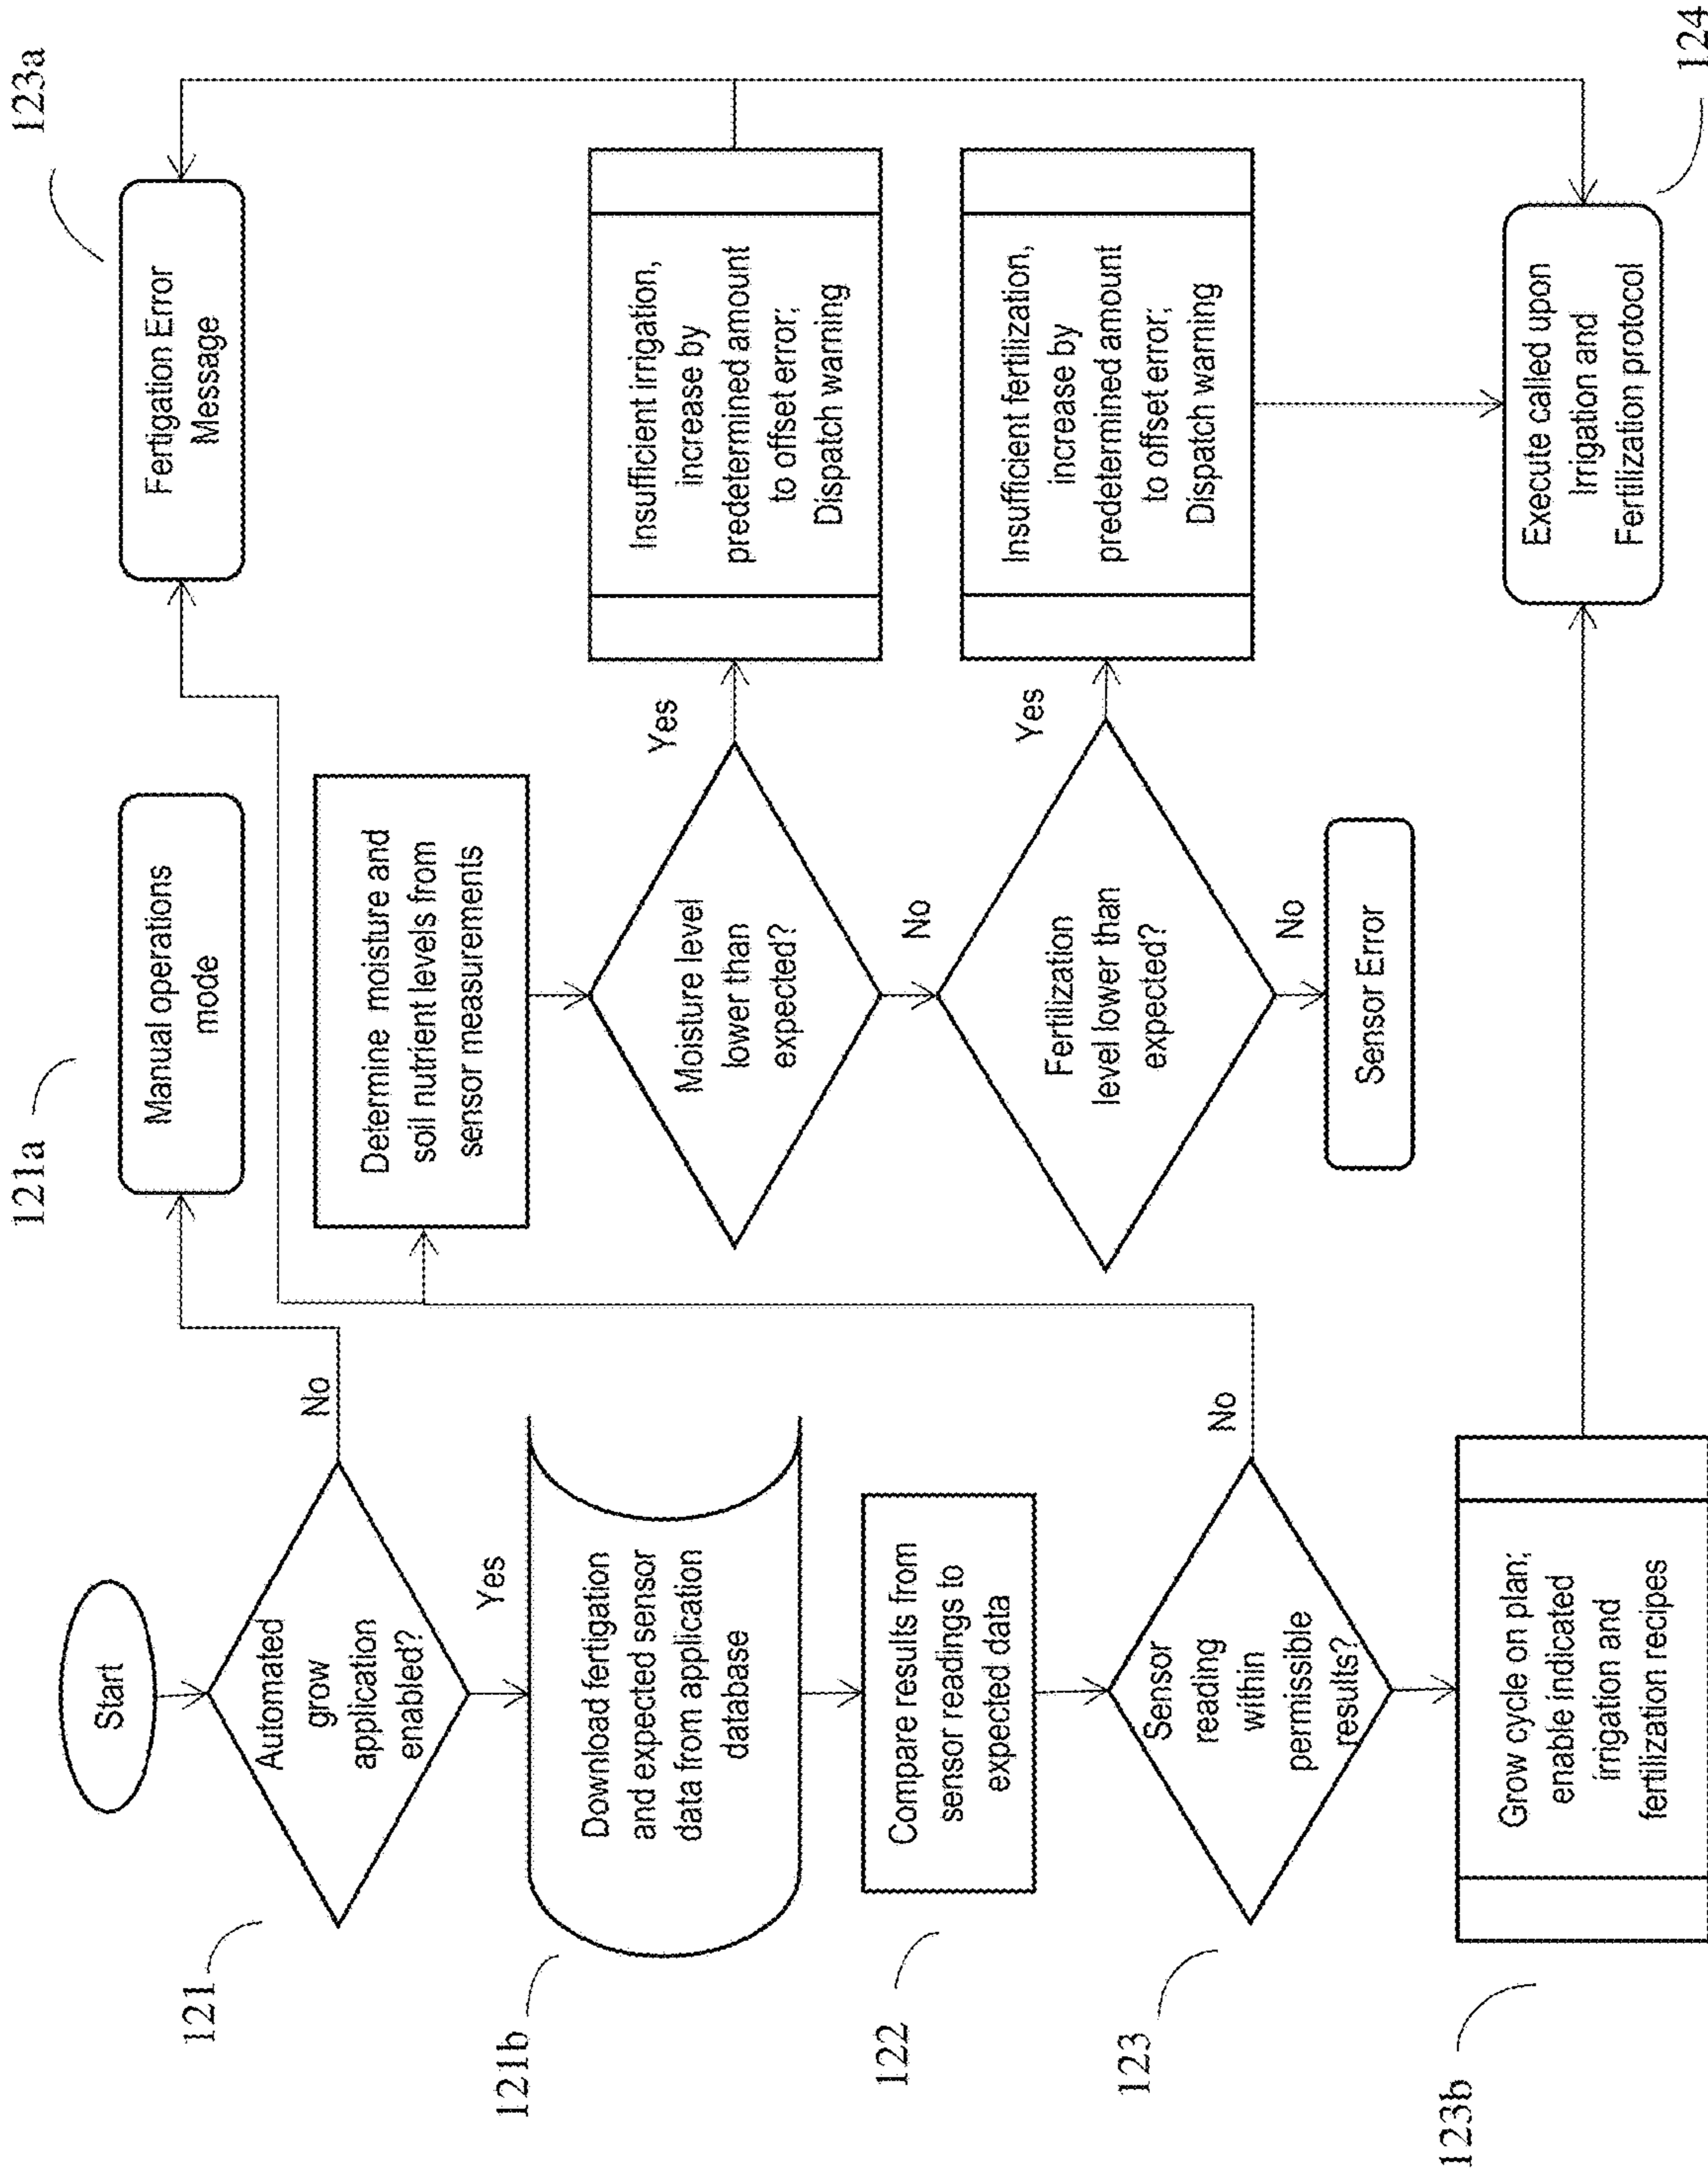 121a
123a
Start
Manual operations
mode
Fertigation Error
Message
121
Automated
grow
application
enabled?
No
Yes
Determine moisture and
soil nutrient levels from
sensor measurements
121b
Download fertigation
and expected sensor
data from application
database
Moisture level
lower than
expected?
Yes
No
Insufficient irrigation,
increase by
predetermined amount
to offset error;
Dispatch warning
122
Compare results from
sensor readings to
expected data
Fertilization
level lower than
expected?
Yes
No
Insufficient fertilization,
increase by
predetermined amount
to offset error;
Dispatch warning
123
Sensor
reading
within
permissible
results?
No
Sensor Error
123b
Grow cycle on plan;
enable indicated
irrigation and
fertilization recipes
Execute called upon
Irrigation and
Fertilization protocol
124